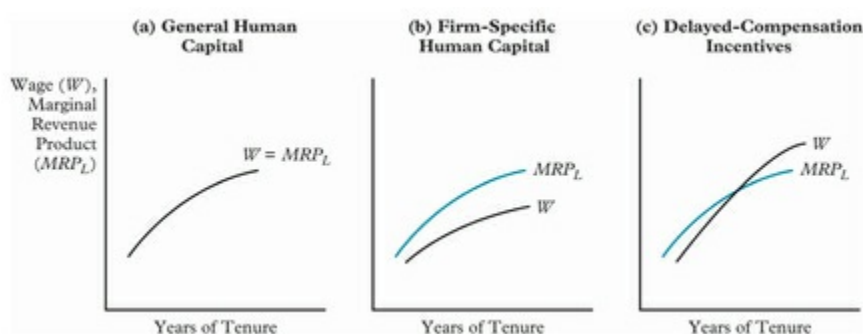 (a) General Human
Capital
(b) Firm-Specific
Human Capital
(c) Delayed-Compensation
Incentives
Wage (W),
Marginal
Revenue
Product
(MRPL)
W = MRPL
MRPL
W
W
MRPL
Years of Tenure
Years of Tenure
Years of Tenure